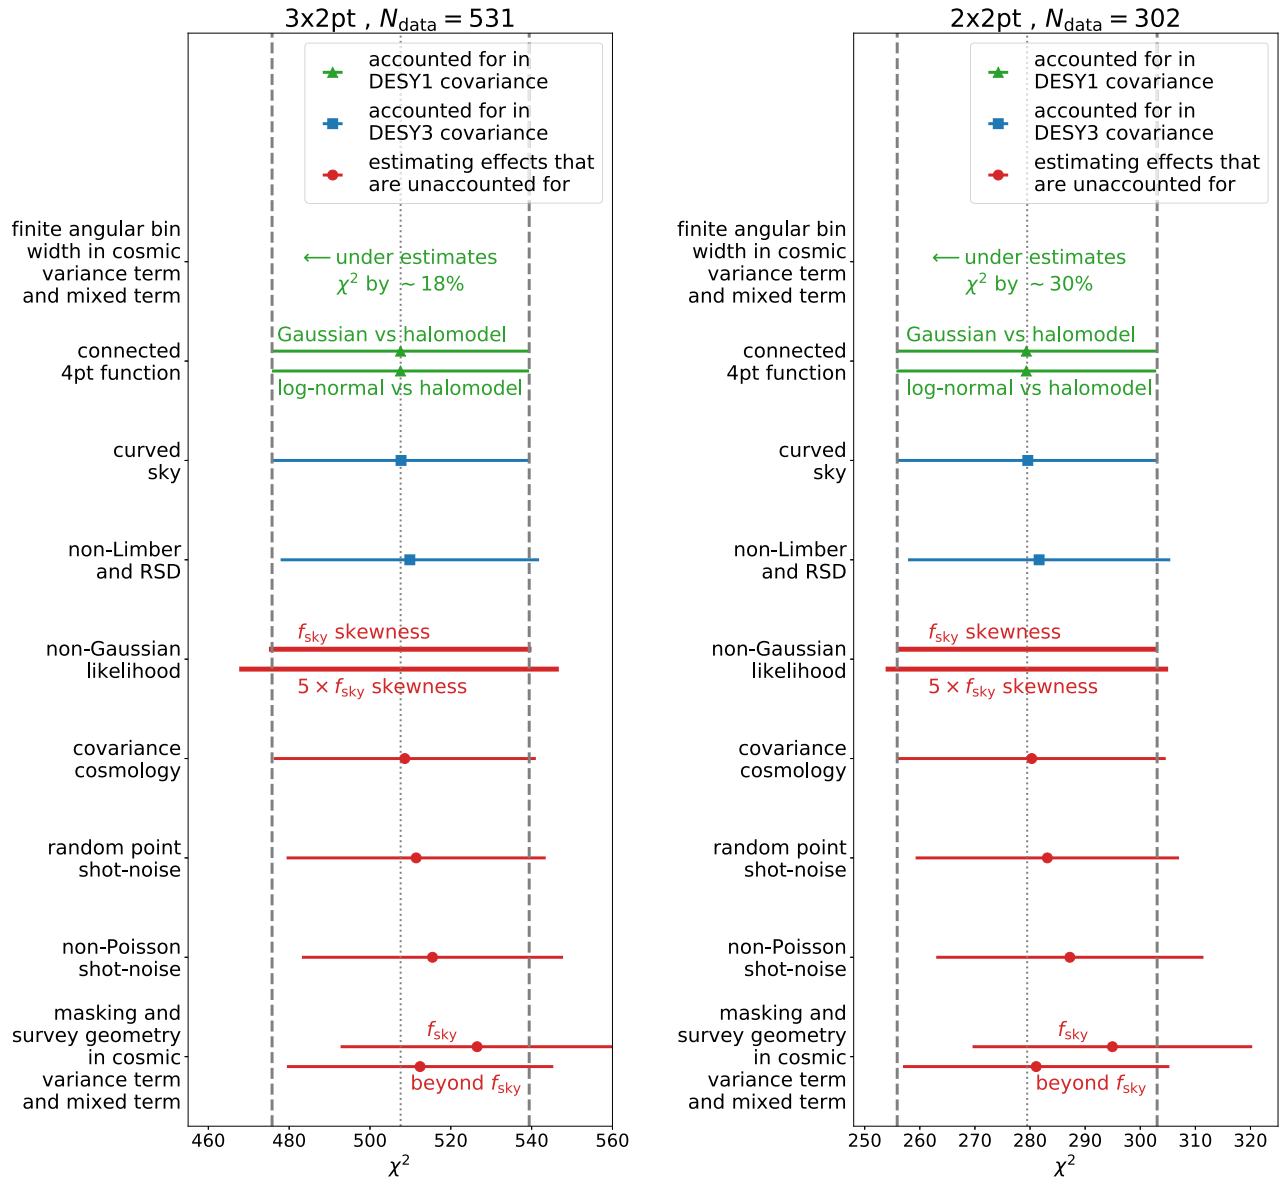 3x2pt , N_data = 531
accounted for in
DESY1 covariance
accounted for in
DESY3 covariance
estimating effects that
are unaccounted for
finite angular bin
width in cosmic
variance term
and mixed term
⟵ under estimates
χ² by ~ 18%
Gaussian vs halomodel
connected
4pt function
log-normal vs halomodel
curved
sky
non-Limber
and RSD
f_sky skewness
non-Gaussian
likelihood
5 × f_sky skewness
covariance
cosmology
random point
shot-noise
non-Poisson
shot-noise
masking and
survey geometry
in cosmic
variance term
and mixed term
f_sky
beyond f_sky
460 480 500 520 540 560
χ²
2x2pt , N_data = 302
accounted for in
DESY1 covariance
accounted for in
DESY3 covariance
estimating effects that
are unaccounted for
finite angular bin
width in cosmic
variance term
and mixed term
⟵ under estimates
χ² by ~ 30%
Gaussian vs halomodel
connected
4pt function
log-normal vs halomodel
curved
sky
non-Limber
and RSD
f_sky skewness
non-Gaussian
likelihood
5 × f_sky skewness
covariance
cosmology
random point
shot-noise
non-Poisson
shot-noise
masking and
survey geometry
in cosmic
variance term
and mixed term
f_sky
beyond f_sky
250 260 270 280 290 300 310 320
χ²